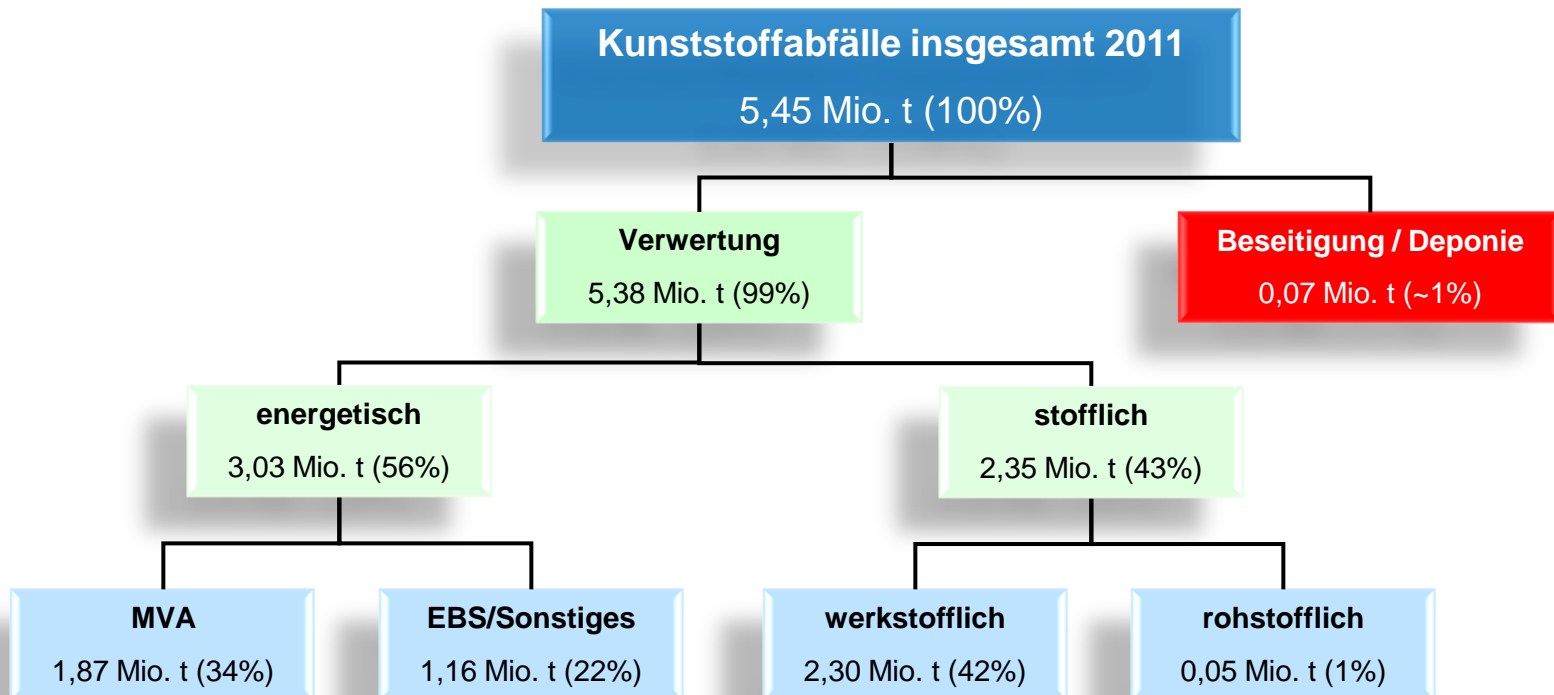 Kunststoffabfälle insgesamt 2011
5,45 Mio. t (100%)
Verwertung
5,38 Mio. t (99%)
Beseitigung / Deponie
0,07 Mio. t (~1%)
energetisch
3,03 Mio. t (56%)
stofflich
2,35 Mio. t (43%)
MVA
1,87 Mio. t (34%)
EBS/Sonstiges
1,16 Mio. t (22%)
werkstofflich
2,30 Mio. t (42%)
rohstofflich
0,05 Mio. t (1%)